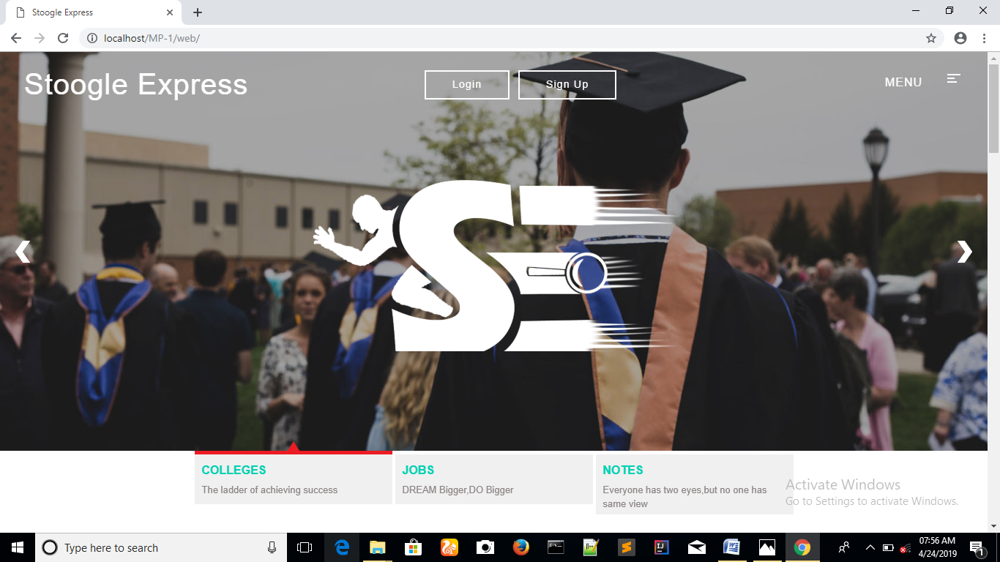 Stoogle Express
localhost/MP-1/web/
Stoogle Express
Login
Sign Up
MENU
SE
COLLEGES
The ladder of achieving success
JOBS
DREAM Bigger,DO Bigger
NOTES
Everyone has two eyes,but no one has
same view
Activate Windows
Go to Settings to activate Windows.
Type here to search
07:56 AM
4/24/2019
1